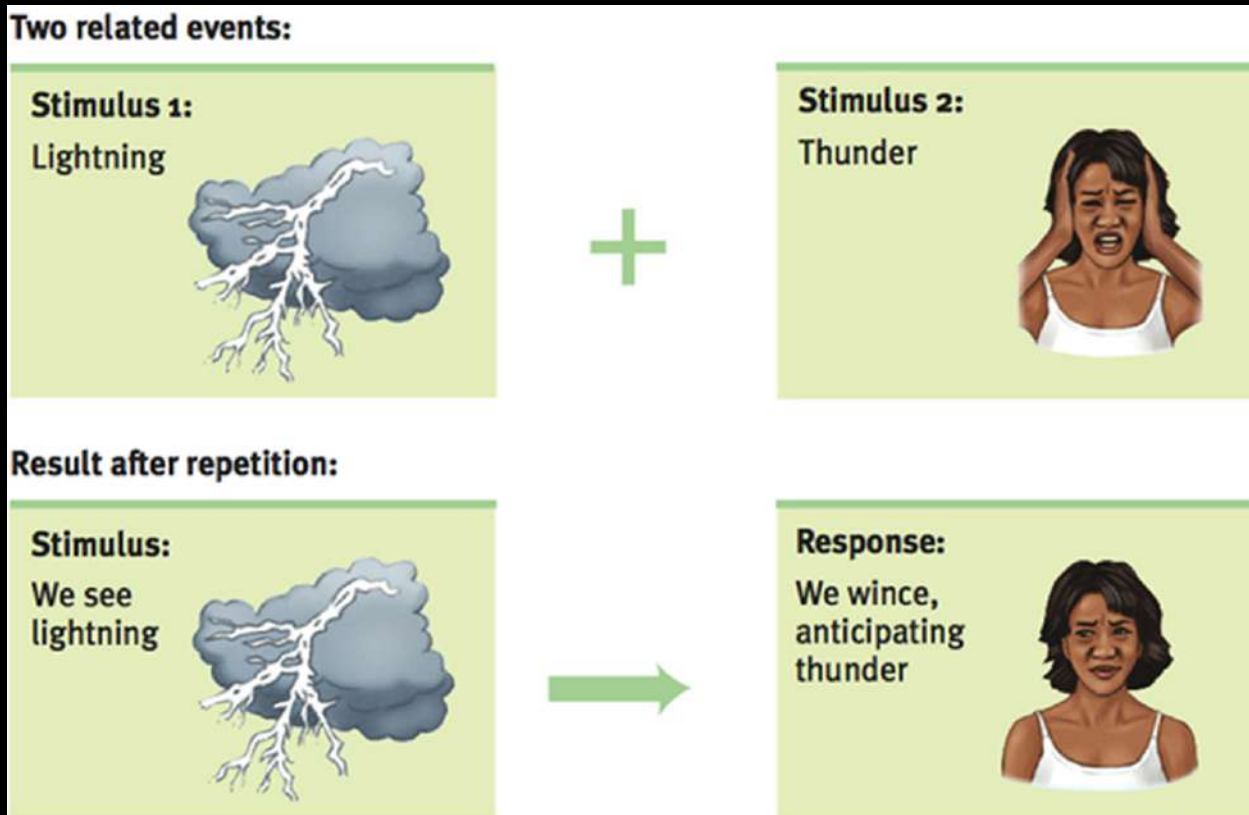 Two related events:
Stimulus 1:
Lightning
Stimulus 2:
Thunder
Result after repetition:
Stimulus:
We see
lightning
Response:
We wince,
anticipating
thunder